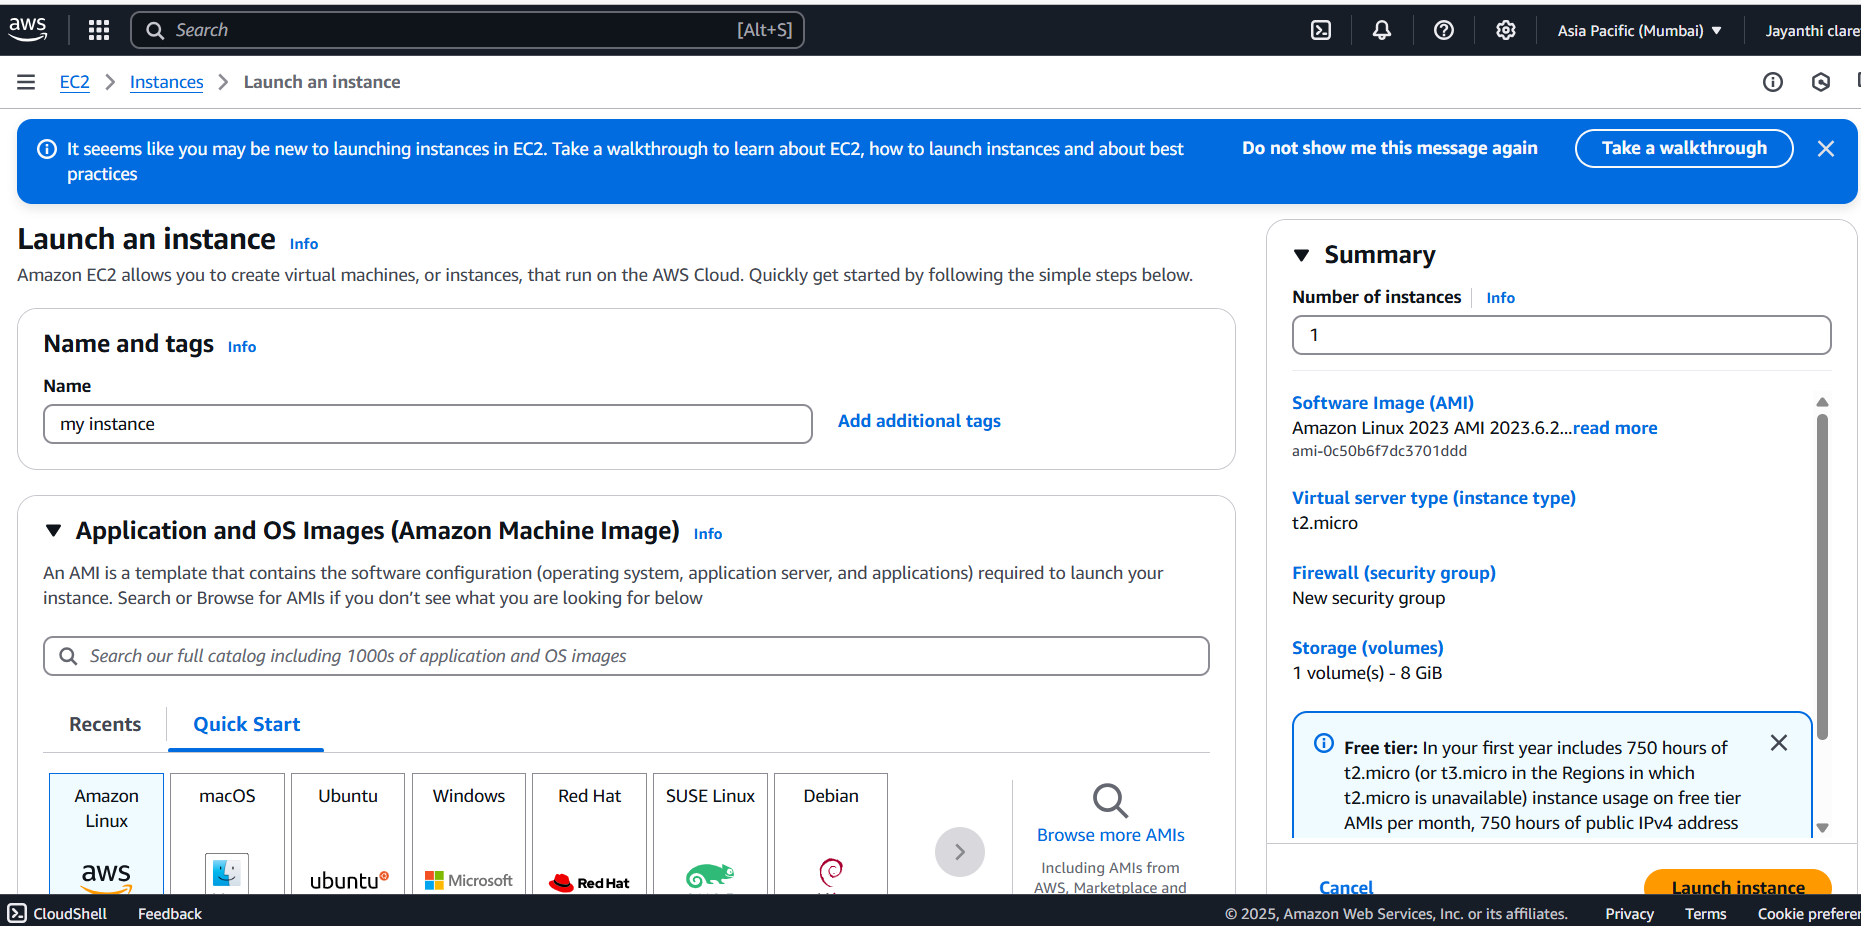 aws
Search [Alt+S]
Asia Pacific (Mumbai)
Jayanthi clare
EC2
Instances
Launch an instance
It seeems like you may be new to launching instances in EC2. Take a walkthrough to learn about EC2, how to launch instances and about best
practices
Do not show me this message again
Take a walkthrough
Launch an instance Info
Amazon EC2 allows you to create virtual machines, or instances, that run on the AWS Cloud. Quickly get started by following the simple steps below.
Name and tags Info
Name
my instance
Add additional tags
Application and OS Images (Amazon Machine Image) Info
An AMI is a template that contains the software configuration (operating system, application server, and applications) required to launch your
instance. Search or Browse for AMIs if you don’t see what you are looking for below
Search our full catalog including 1000s of application and OS images
Recents
Quick Start
Amazon
Linux
aws
macOS
Ubuntu
ubuntu
Windows
Microsoft
Red Hat
Red Hat
SUSE Linux
Debian
Browse more AMIs
Including AMIs from
AWS, Marketplace and
Summary
Number of instances Info
1
Software Image (AMI)
Amazon Linux 2023 AMI 2023.6.2...read more
ami-0c50b6f7dc3701ddd
Virtual server type (instance type)
t2.micro
Firewall (security group)
New security group
Storage (volumes)
1 volume(s) - 8 GiB
Free tier: In your first year includes 750 hours of
t2.micro (or t3.micro in the Regions in which
t2.micro is unavailable) instance usage on free tier
AMIs per month, 750 hours of public IPv4 address
Cancel
Launch instance
CloudShell
Feedback
© 2025, Amazon Web Services, Inc. or its affiliates.
Privacy
Terms
Cookie preferen